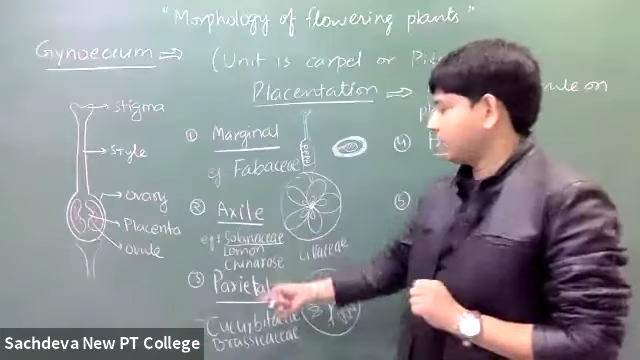 "Morphology of flowering plants"
Gynoecium ⇒ (Unit is carpel or
Placentation ⇒ on
stigma
style
ovary
Placenta
ovule
① Marginal
eg Fabaceae
② Axile
eg: Solanaceae
Lemon
Chinarose
Liliaceae
③ Parietal
Brassicaceae
④
⑤
Sachdeva New PT College